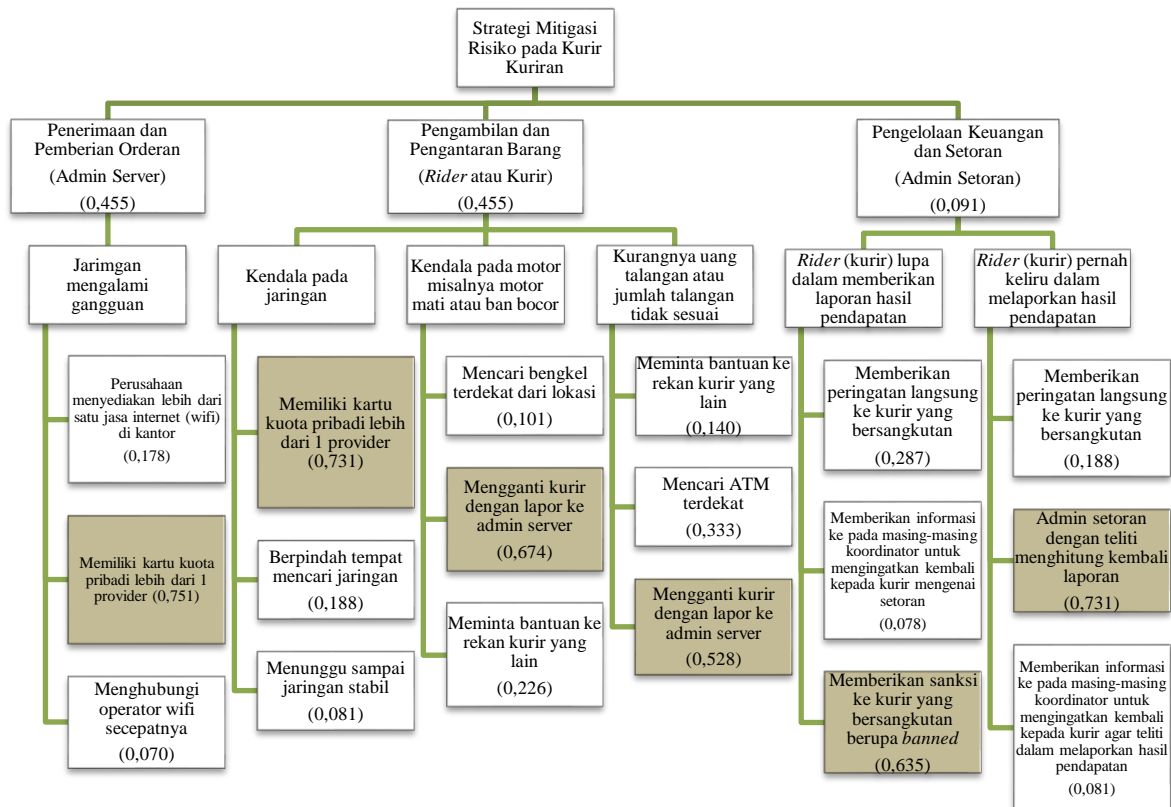 Strategi Mitigasi
Risiko pada Kurir
Kuriran
Penerimaan dan
Pemberian Orderan
(Admin Server)
(0,455)
Pengambilan dan
Pengantaran Barang
(Rider atau Kurir)
(0,455)
Pengelolaan Keuangan
dan Setoran
(Admin Setoran)
(0,091)
Jarimgan
mengalami
gangguan
Kendala pada
jaringan
Kendala pada motor
misalnya motor
mati atau ban bocor
Kurangnya uang
talangan atau
jumlah talangan
tidak sesuai
Rider (kurir) lupa
dalam memberikan
laporan hasil
pendapatan
Rider (kurir) pernah
keliru dalam
melaporkan hasil
pendapatan
Perusahaan
menyediakan lebih dari
satu jasa internet (wifi)
di kantor
(0,178)
Memiliki kartu kuota
pribadi lebih dari 1
provider (0,751)
Menghubungi
operator wifi
secepatnya
(0,070)
Memiliki kartu
kuota pribadi lebih
dari 1 provider
(0,731)
Berpindah tempat
mencari jaringan
(0,188)
Menunggu sampai
jaringan stabil
(0,081)
Mencari bengkel
terdekat dari lokasi
(0,101)
Mengganti kurir
dengan lapor ke
admin server
(0,674)
Meminta bantuan ke
rekan kurir yang
lain
(0,226)
Meminta bantuan ke
rekan kurir yang
lain
(0,140)
Mencari ATM
terdekat
(0,333)
Mengganti kurir
dengan lapor ke
admin server
(0,528)
Memberikan
peringatan langsung
ke kurir yang
bersangkutan
(0,287)
Memberikan informasi
ke pada masing-masing
koordinator untuk
mengingatkan kembali
kepada kurir mengenai
setoran
(0,078)
Memberikan sanksi
ke kurir yang
bersangkutan
berupa banned
(0,635)
Memberikan
peringatan langsung
ke kurir yang
bersangkutan
(0,188)
Admin setoran
dengan teliti
menghitung kembali
laporan
(0,731)
Memberikan informasi
ke pada masing-masing
koordinator untuk
mengingatkan kembali
kepada kurir agar teliti
dalam melaporkan hasil
pendapatan
(0,081)